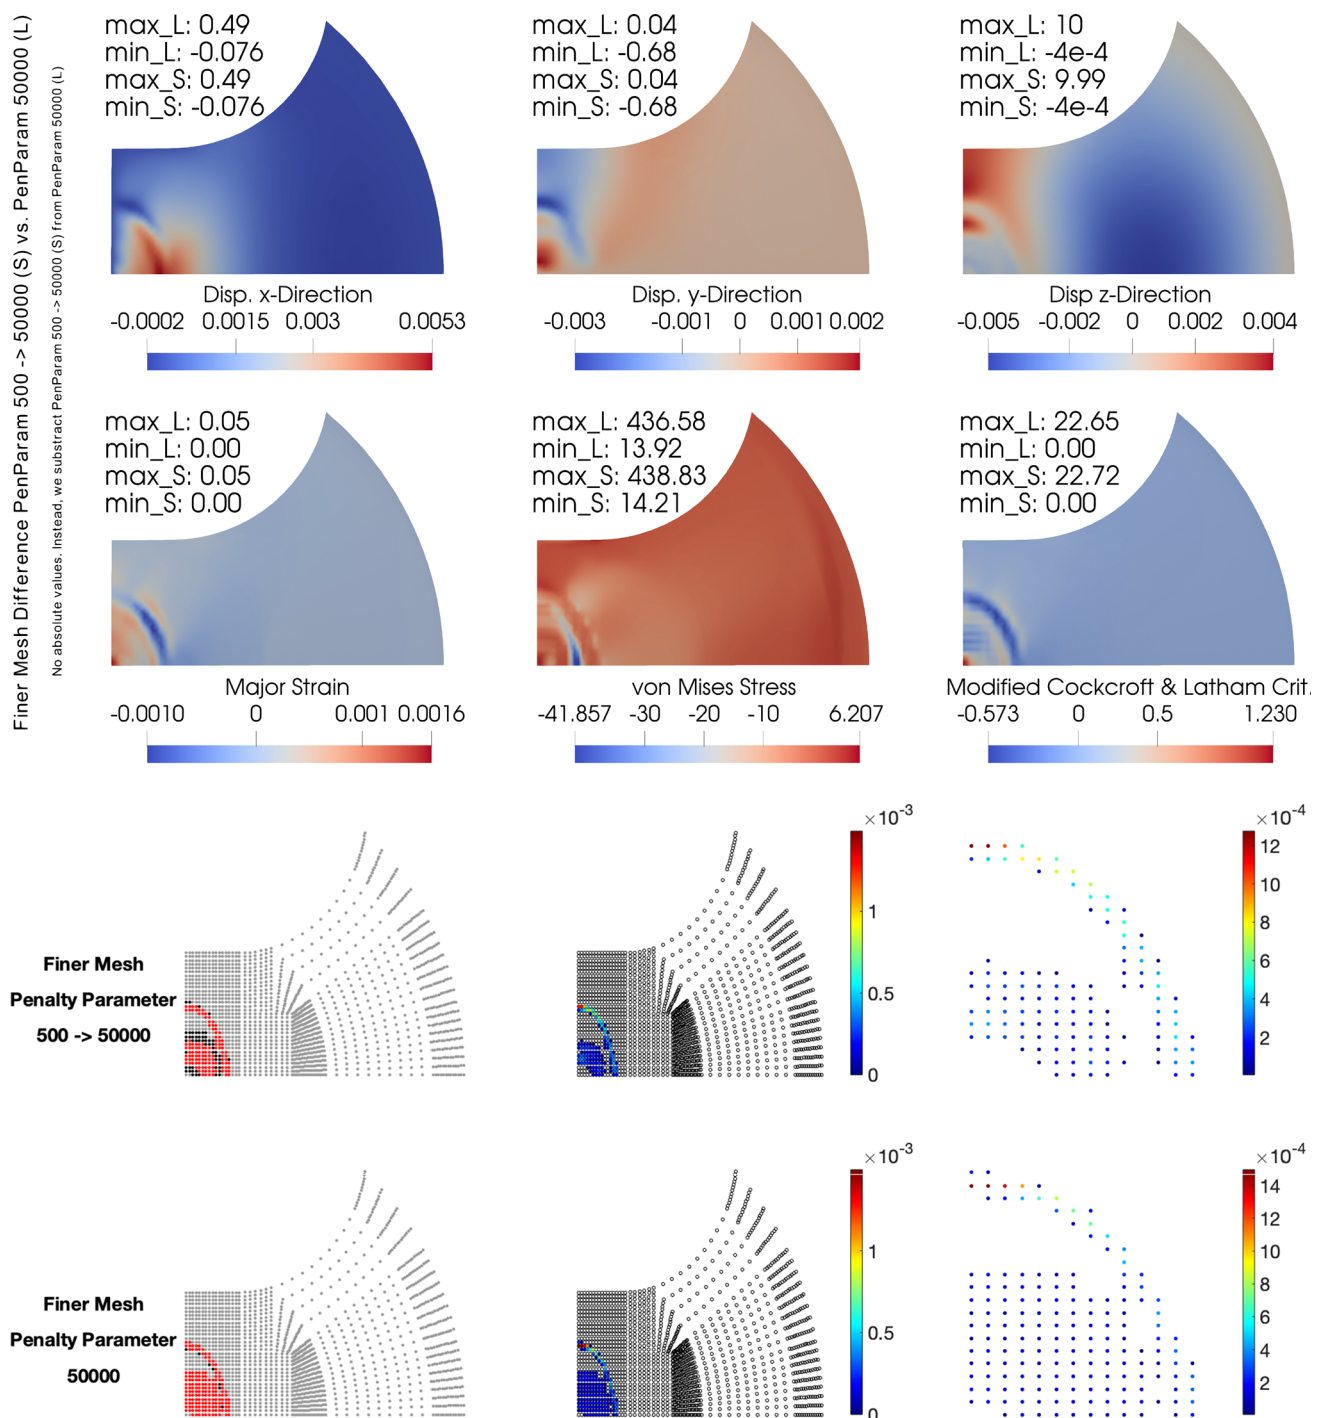 Finer Mesh Difference PenParam 500 -> 50000 (S) vs. PenParam 50000 (L)
No absolute values. Instead, we substract PenParam 500 -> 50000 (S) from PenParam 50000 (L)
max_L: 0.49
min_L: -0.076
max_S: 0.49
min_S: -0.076
Disp. x-Direction
-0.0002 0.0015 0.003 0.0053
max_L: 0.04
min_L: -0.68
max_S: 0.04
min_S: -0.68
Disp. y-Direction
-0.003 -0.001 0 0.001 0.002
max_L: 10
min_L: -4e-4
max_S: 9.99
min_S: -4e-4
Disp z-Direction
-0.005 -0.002 0 0.002 0.004
max_L: 0.05
min_L: 0.00
max_S: 0.05
min_S: 0.00
Major Strain
-0.0010 0 0.001 0.0016
max_L: 436.58
min_L: 13.92
max_S: 438.83
min_S: 14.21
von Mises Stress
-41.857 -30 -20 -10 6.207
max_L: 22.65
min_L: 0.00
max_S: 22.72
min_S: 0.00
Modified Cockcroft & Latham Crit.
-0.573 0 0.5 1.230
Finer Mesh
Penalty Parameter
500 -> 50000
×10-3
1
0.5
0
×10-4
12
10
8
6
4
2
Finer Mesh
Penalty Parameter
50000
×10-3
1
0.5
0
×10-4
14
12
10
8
6
4
2